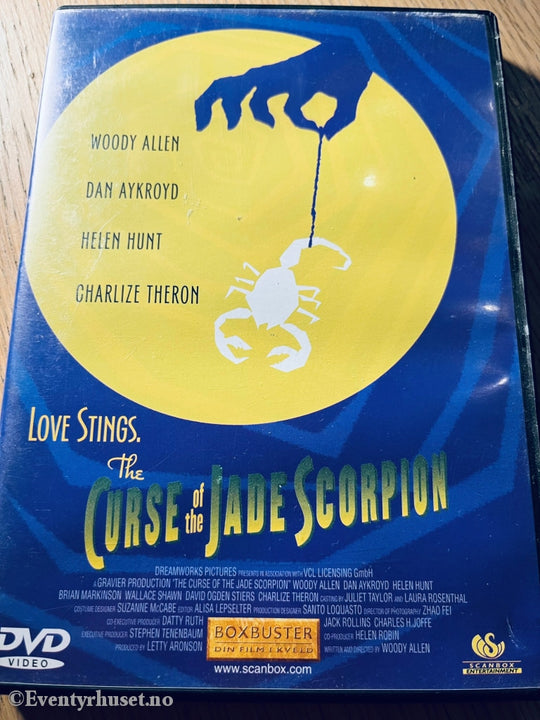 WOODY ALLEN
DAN AYKROYD
HELEN HUNT
CHARLIZE THERON
LOVE STINGS.
The
CURSE of the JADE SCORPION
DREAMWORKS PICTURES PRESENTS IN ASSOCIATION WITH VCL LICENSING GmbH
A GRAVIER PRODUCTION "THE CURSE OF THE JADE SCORPION" WOODY ALLEN DAN AYKROYD HELEN HUNT
BRIAN MARKINSON WALLACE SHAWN DAVID OGDEN STIERS CHARLIZE THERON CASTING BY JULIET TAYLOR AND LAURA ROSENTHAL
COSTUME DESIGNER SUZANNE McCABE EDITOR ALISA LEPSELTER PRODUCTION DESIGNER SANTO LOQUASTO DIRECTOR OF PHOTOGRAPHY ZHAO FEI
CO-EXECUTIVE PRODUCER DATTY RUTH JACK ROLLINS CHARLES H. JOFFE
EXECUTIVE PRODUCER STEPHEN TENENBAUM CO-PRODUCER HELEN ROBIN
PRODUCED BY LETTY ARONSON WRITTEN AND DIRECTED BY WOODY ALLEN
BOXBUSTER
DIN FILM I KVELD
www.scanbox.com
DVD
VIDEO
SCANBOX
ENTERTAINMENT
©Eventyrhuset.no